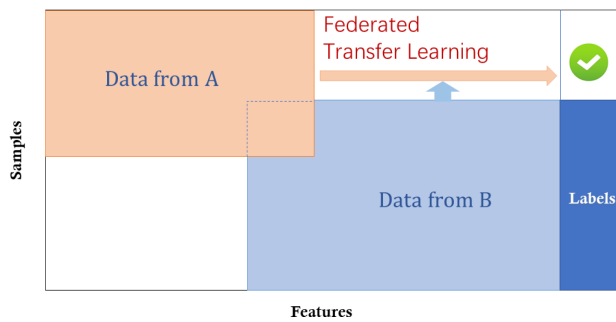 Federated
Transfer Learning
Data from A
Samples
Data from B
Labels
Features